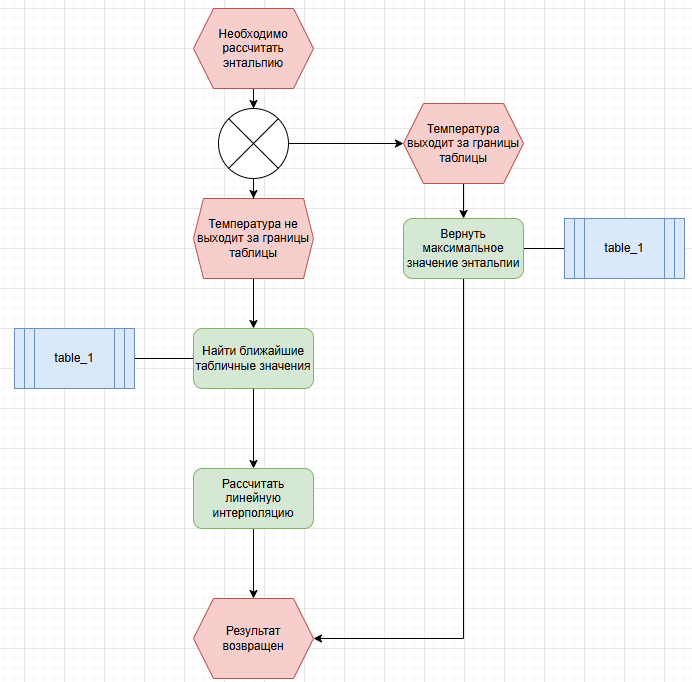 Необходимо
рассчитать
энтальпию
Температура
выходит за границы
таблицы
Температура не
выходит за границы
таблицы
Вернуть
максимальное
значение энтальпии
table_1
table_1
Найти ближайшие
табличные значения
Рассчитать
линейную
интерполяцию
Результат
возвращен